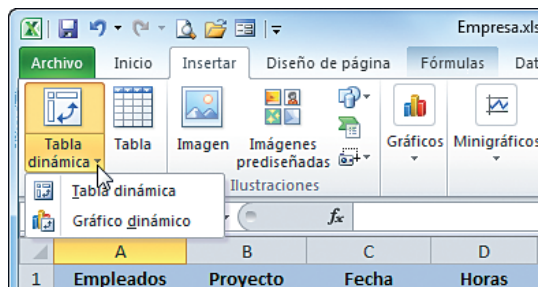 Empresa.xls
Archivo Inicio Insertar Diseño de página Fórmulas Dat
Tabla dinámica Tabla Imagen Imágenes prediseñadas Gráficos Minigráficos
Ilustraciones
Tabla dinámica
Gráfico dinámico
fx
A B C D
1 Empleados Proyecto Fecha Horas